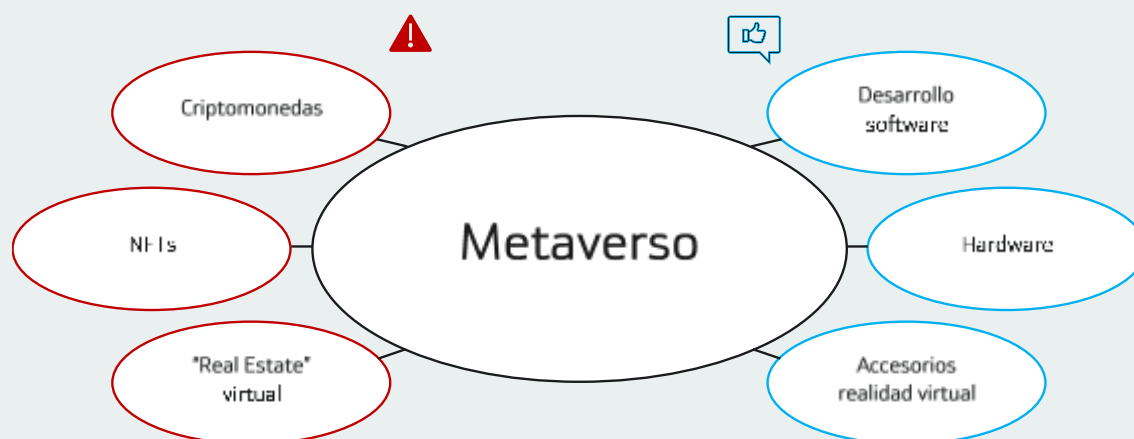 Criptomonedas
Desarrollo
software
NFTs
Metaverso
Hardware
"Real Estate"
virtual
Accesorios
realidad virtual